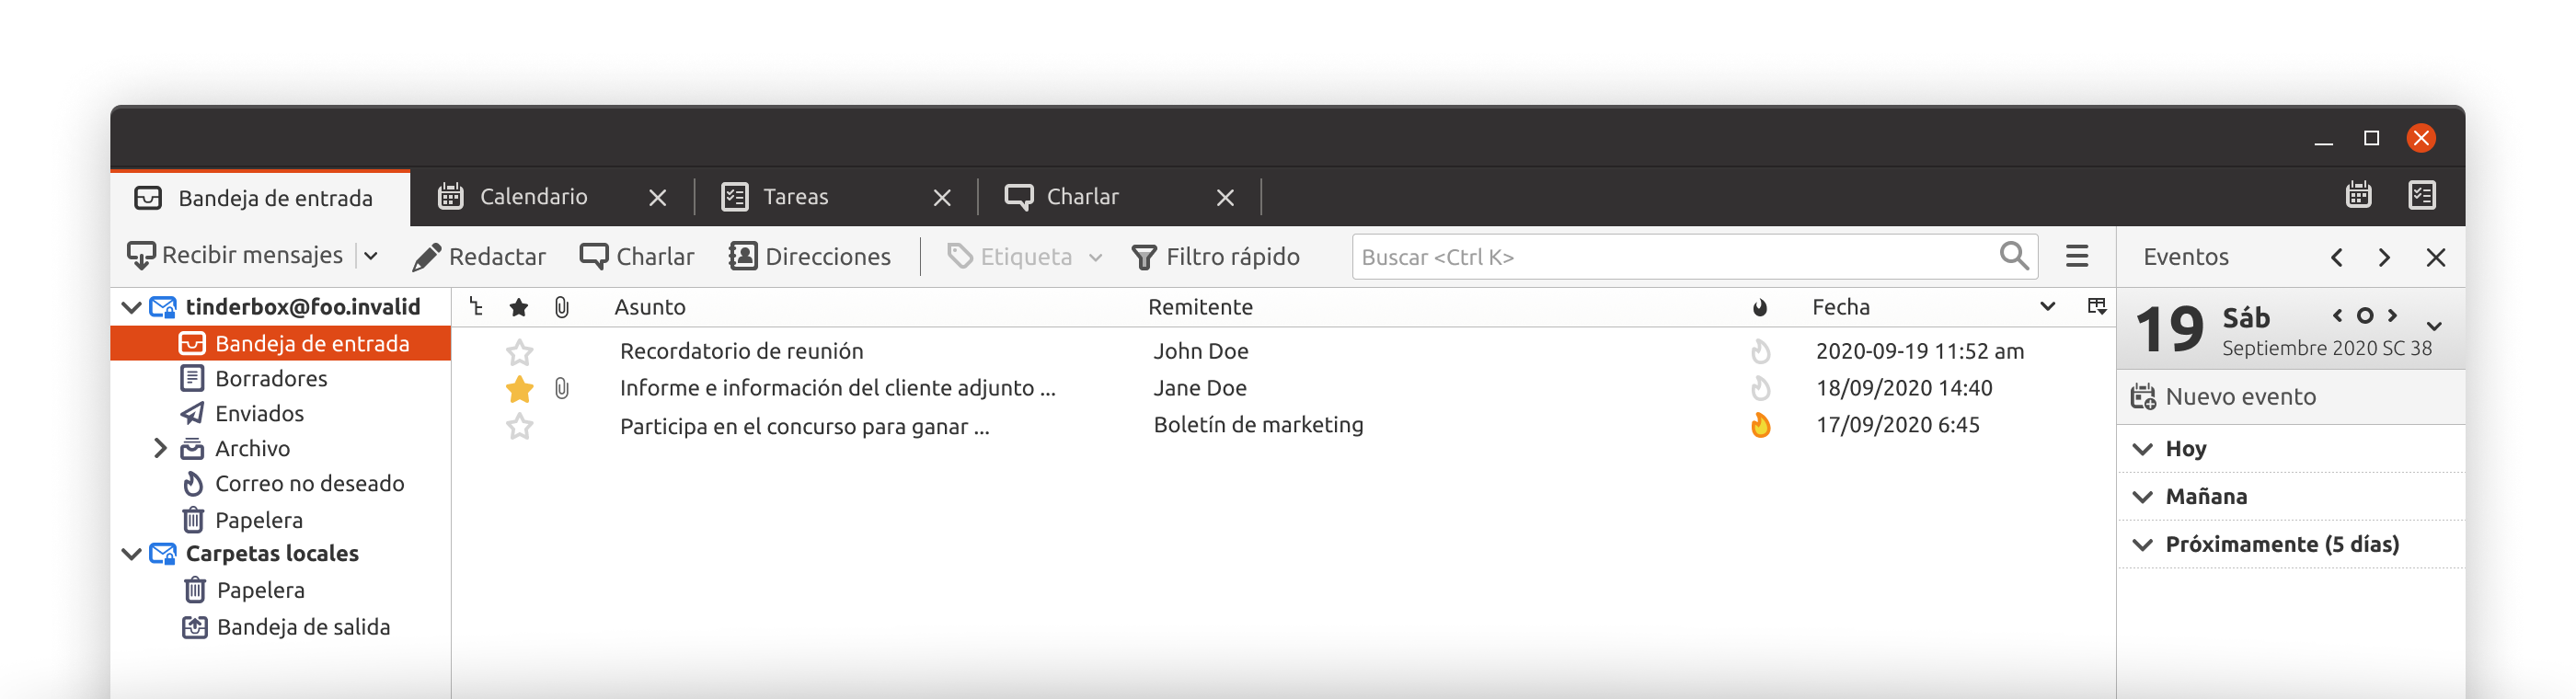 Bandeja de entrada
Calendario
Tareas
Charlar
Recibir mensajes
Redactar
Charlar
Direcciones
Etiqueta
Filtro rápido
Buscar <Ctrl K>
Eventos
tinderbox@foo.invalid
Bandeja de entrada
Borradores
Enviados
Archivo
Correo no deseado
Papelera
Carpetas locales
Papelera
Bandeja de salida
Asunto Remitente Fecha
Recordatorio de reunión John Doe 2020-09-19 11:52 am
Informe e información del cliente adjunto ... Jane Doe 18/09/2020 14:40
Participa en el concurso para ganar ... Boletín de marketing 17/09/2020 6:45
19 Sáb
Septiembre 2020 SC 38
Nuevo evento
Hoy
Mañana
Próximamente (5 días)